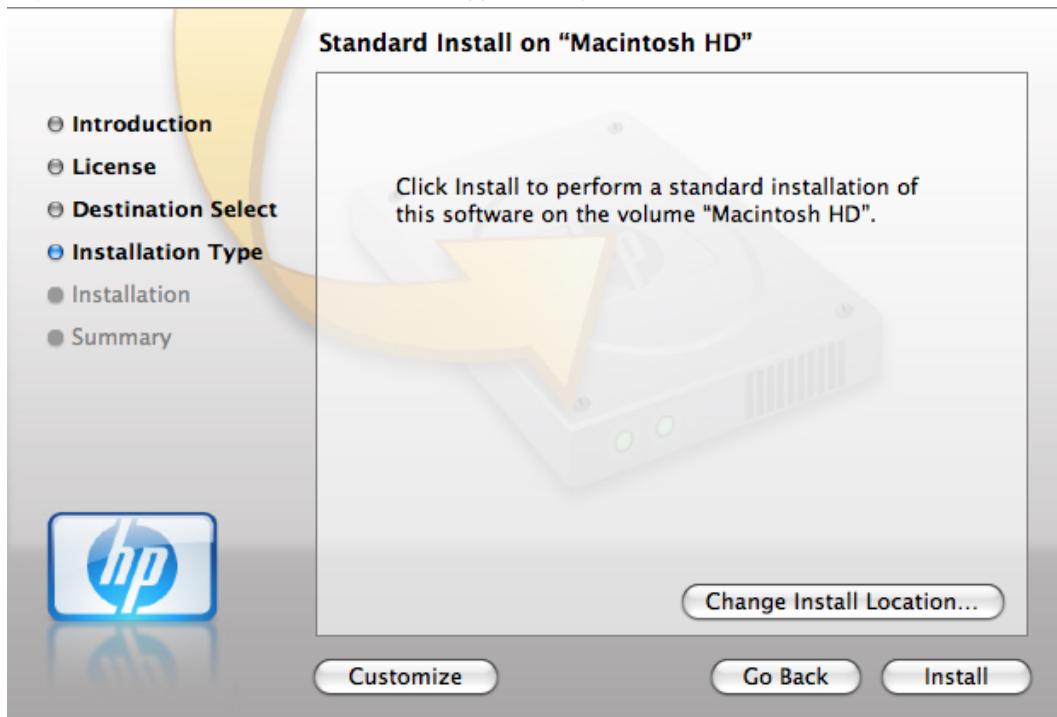 Standard Install on “Macintosh HD”
Introduction
License
Destination Select
Installation Type
Installation
Summary
Click Install to perform a standard installation of
this software on the volume “Macintosh HD”.
hp
Change Install Location...
Customize
Go Back
Install